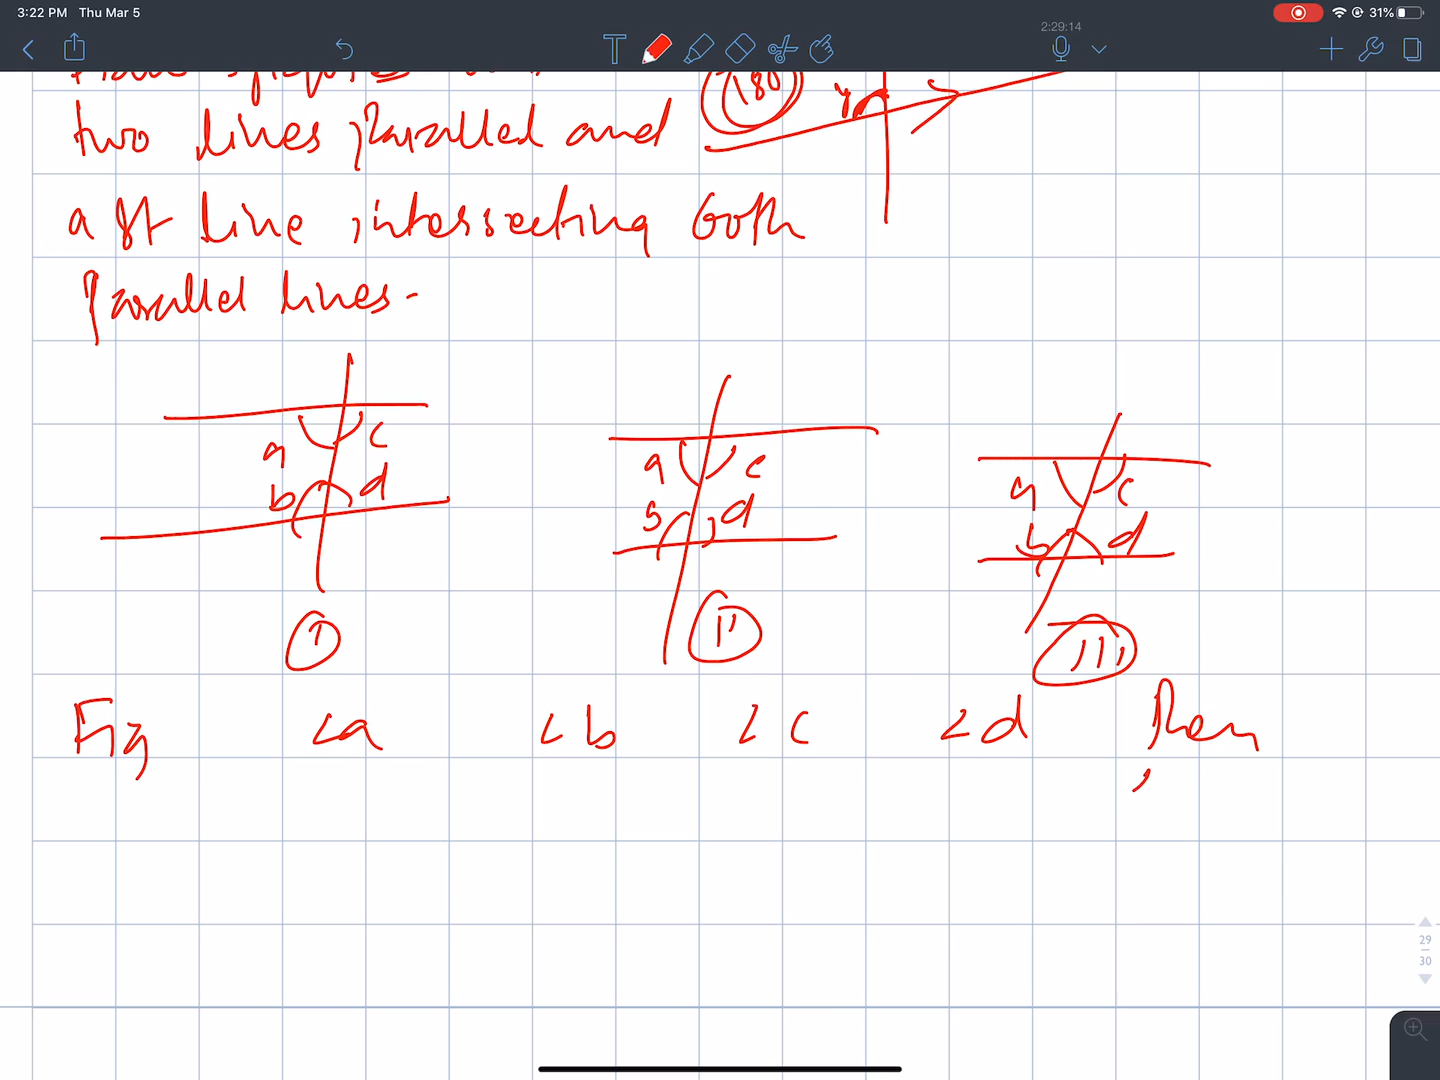 3:22 PM Thu Mar 5
31%
2:29:14
T
180
two lines parallel and
a st line intersecting both
parallel lines.
a c
b d
a c
b d
a c
b d
I II III
Fig <a <b <c <d Then
,
29
30